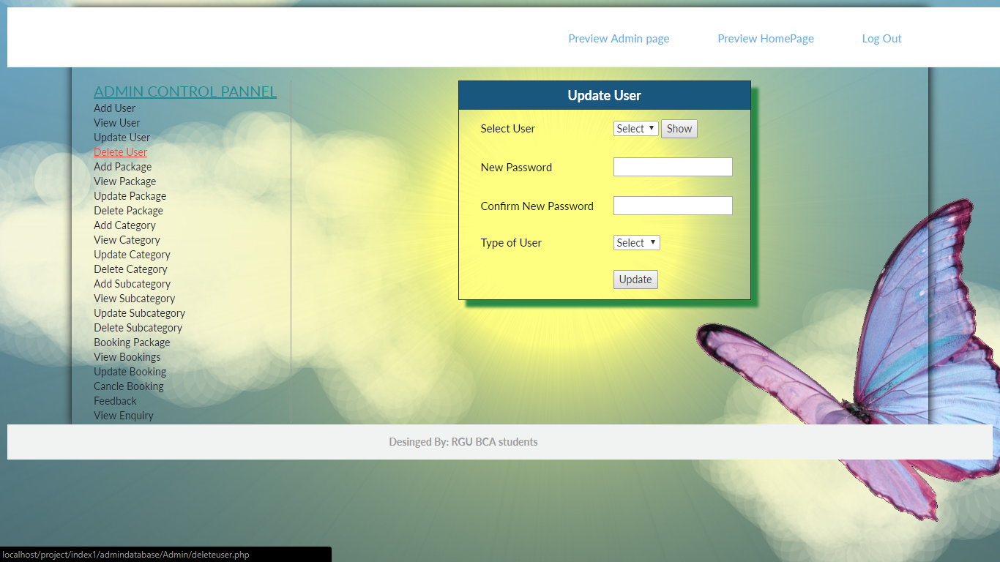 Preview Admin page Preview HomePage Log Out
ADMIN CONTROL PANNEL
Add User
View User
Update User
Delete User
Add Package
View Package
Update Package
Delete Package
Add Category
View Category
Update Category
Delete Category
Add Subcategory
View Subcategory
Update Subcategory
Delete Subcategory
Booking Package
View Bookings
Update Booking
Cancle Booking
Feedback
View Enquiry
Update User
Select User Select Show
New Password
Confirm New Password
Type of User Select
Update
Desinged By: RGU BCA students
localhost/project/index1/admindatabase/Admin/deleteuser.php